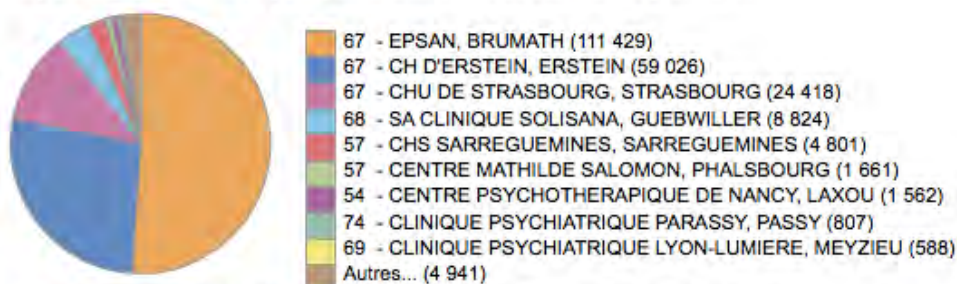 67 - EPSAN, BRUMATH (111 429)
67 - CH D'ERSTEIN, ERSTEIN (59 026)
67 - CHU DE STRASBOURG, STRASBOURG (24 418)
68 - SA CLINIQUE SOLISANA, GUEBWILLER (8 824)
57 - CHS SARREGUEMINES, SARREGUEMINES (4 801)
57 - CENTRE MATHILDE SALOMON, PHALSBOURG (1 661)
54 - CENTRE PSYCHOTHERAPIQUE DE NANCY, LAXOU (1 562)
74 - CLINIQUE PSYCHIATRIQUE PARASSY, PASSY (807)
69 - CLINIQUE PSYCHIATRIQUE LYON-LUMIERE, MEYZIEU (588)
Autres... (4 941)